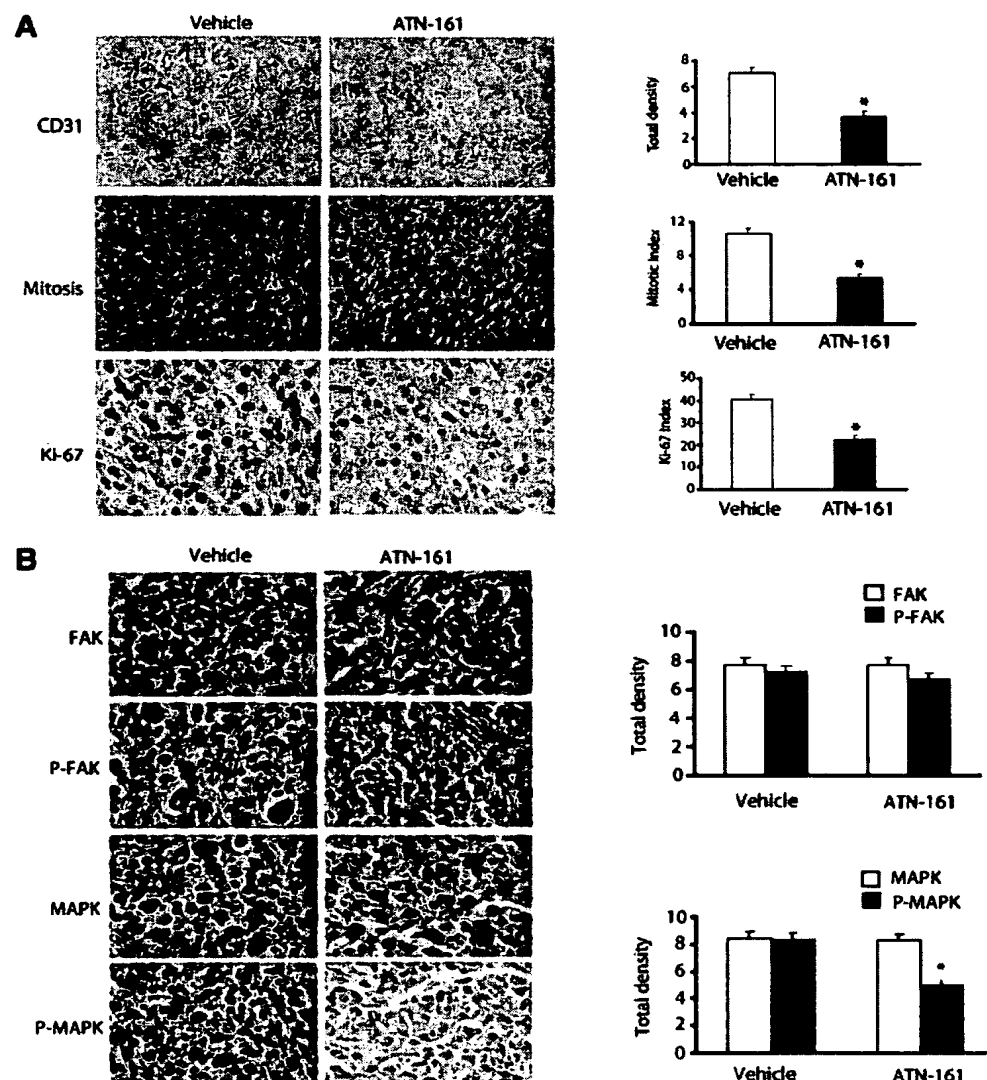 A
Vehicle ATN-161
CD31
Mitosis
Ki-67
Total density
8
6
4
2
0
Vehicle ATN-161
*
Mitotic Index
12
8
4
0
Vehicle ATN-161
*
Ki-67 Index
50
40
30
20
10
0
Vehicle ATN-161
*
B
Vehicle ATN-161
FAK
P-FAK
MAPK
P-MAPK
FAK
P-FAK
Total density
10
8
6
4
2
0
Vehicle ATN-161
MAPK
P-MAPK
Total density
10
8
6
4
2
0
*
Vehicle ATN-161